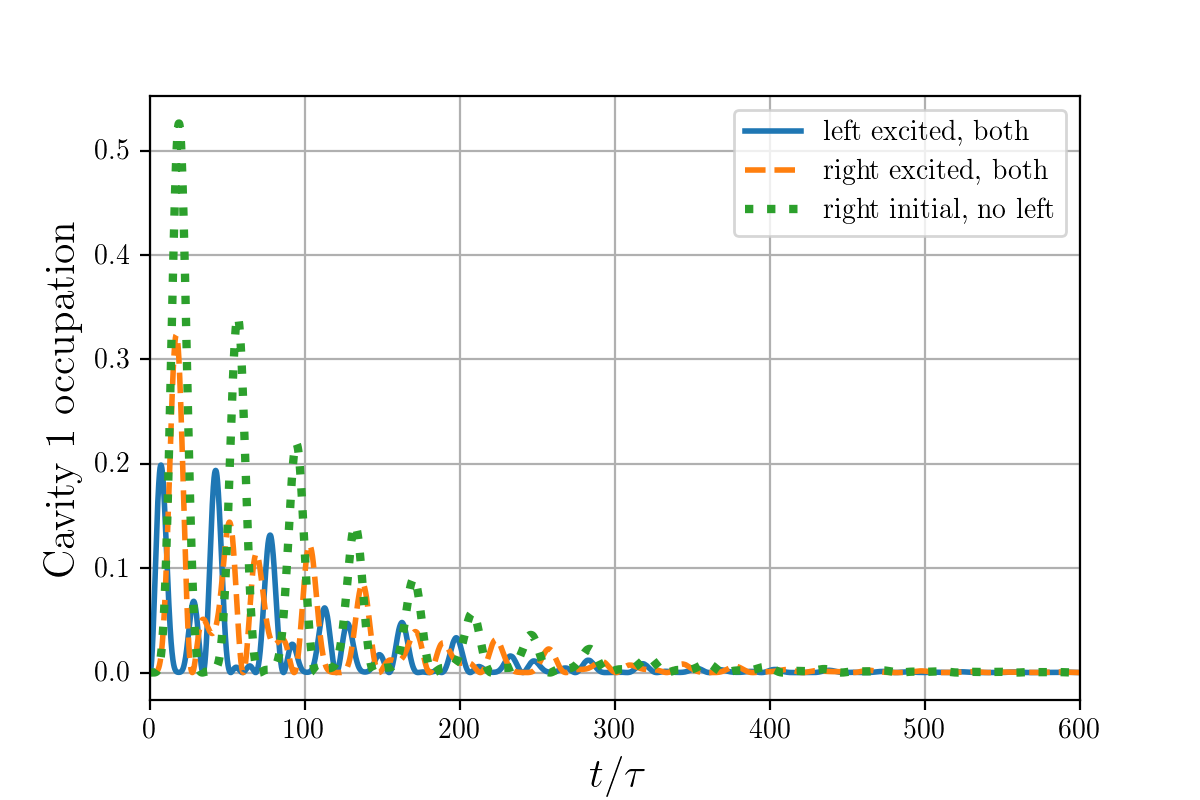 left excited, both
right excited, both
right initial, no left
Cavity 1 occupation
0.5
0.4
0.3
0.2
0.1
0.0
0 100 200 300 400 500 600
t/τ